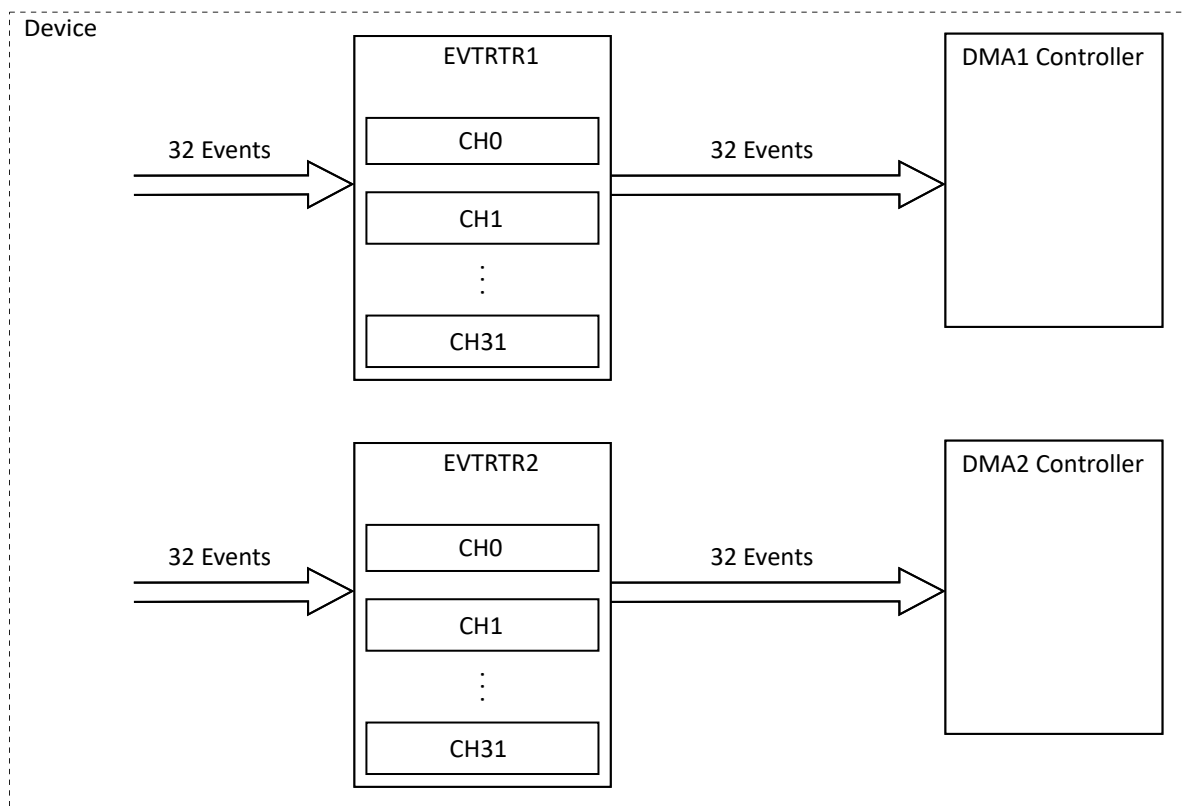 Device
EVTRTR1
DMA1 Controller
CH0
32 Events
32 Events
CH1
CH31
EVTRTR2
DMA2 Controller
CH0
32 Events
32 Events
CH1
CH31